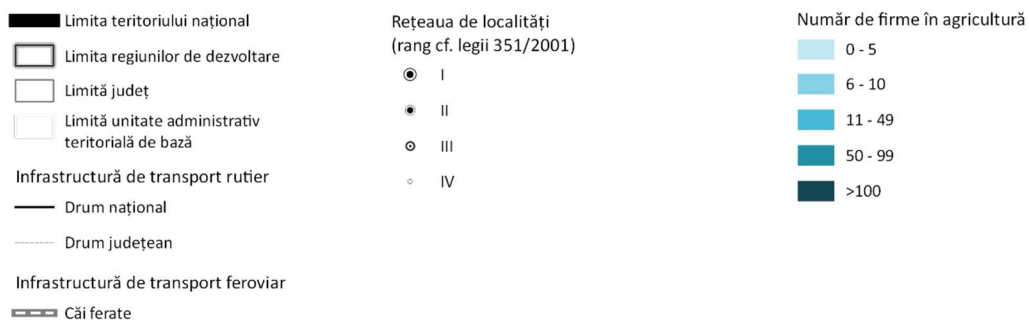 Limita teritoriului național
Limita regiunilor de dezvoltare
Limită județ
Limită unitate administrativ
teritorială de bază
Infrastructură de transport rutier
Drum național
Drum județean
Infrastructură de transport feroviar
Căi ferate
Rețeaua de localități
(rang cf. legii 351/2001)
I
II
III
IV
Număr de firme în agricultură
0 - 5
6 - 10
11 - 49
50 - 99
>100